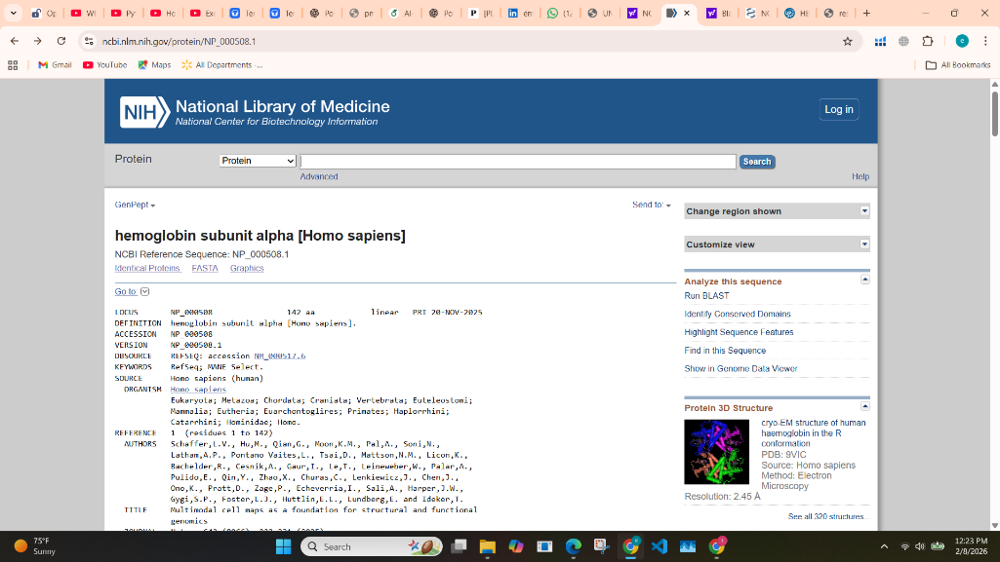 Op
Wh
Py
Ho
Exc
Ter
Ter
Po
pr
AI-
Po
[PD
em
(12
UN
NC
Bla
NC
HE
res
ncbi.nlm.nih.gov/protein/NP_000508.1
Gmail YouTube Maps All Departments -... All Bookmarks
NIH National Library of Medicine
National Center for Biotechnology Information
Log in
Protein Protein Search
Advanced Help
GenPept Send to:
hemoglobin subunit alpha [Homo sapiens]
NCBI Reference Sequence: NP_000508.1
Identical Proteins FASTA Graphics
Go to:
LOCUS NP_000508 142 aa linear PRI 20-NOV-2025
DEFINITION hemoglobin subunit alpha [Homo sapiens].
ACCESSION NP_000508
VERSION NP_000508.1
DBSOURCE REFSEQ: accession NM_000517.6
KEYWORDS RefSeq; MANE Select.
SOURCE Homo sapiens (human)
ORGANISM Homo sapiens
Eukaryota; Metazoa; Chordata; Craniata; Vertebrata; Euteleostomi;
Mammalia; Eutheria; Euarchontoglires; Primates; Haplorrhini;
Catarrhini; Hominidae; Homo.
REFERENCE 1 (residues 1 to 142)
AUTHORS Schaffer,L.V., Hu,M., Qian,G., Moon,K.M., Pal,A., Soni,N.,
Latham,A.P., Pontano Vaites,L., Tsai,D., Mattson,N.M., Licon,K.,
Bachelder,R., Cesnik,A., Gaur,I., Le,T., Leineweber,W., Palar,A.,
Pulido,E., Qin,Y., Zhao,X., Churas,C., Lenkiewicz,J., Chen,J.,
Ono,K., Pratt,D., Zage,P., Echeverria,I., Sali,A., Harper,J.W.,
Gygi,S.P., Foster,L.J., Huttlin,E.L., Lundberg,E. and Ideker,T.
TITLE Multimodal cell maps as a foundation for structural and functional
genomics
Change region shown
Customize view
Analyze this sequence
Run BLAST
Identify Conserved Domains
Highlight Sequence Features
Find in this Sequence
Show in Genome Data Viewer
Protein 3D Structure
cryo-EM structure of human
haemoglobin in the R
conformation
PDB: 9VIC
Source: Homo sapiens
Method: Electron
Microscopy
Resolution: 2.45 Å
See all 320 structures...
75°F
Sunny
Search
12:23 PM
2/8/2026